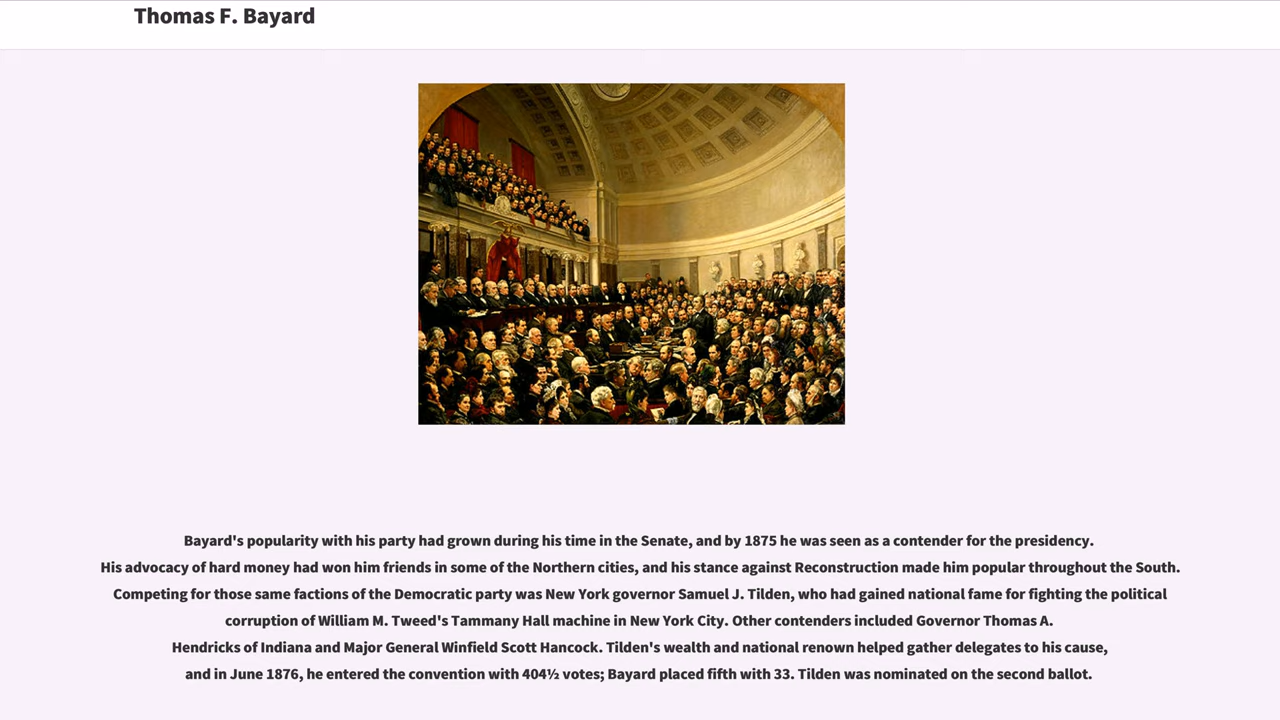 Thomas F. Bayard
Bayard's popularity with his party had grown during his time in the Senate, and by 1875 he was seen as a contender for the presidency.
His advocacy of hard money had won him friends in some of the Northern cities, and his stance against Reconstruction made him popular throughout the South.
Competing for those same factions of the Democratic party was New York governor Samuel J. Tilden, who had gained national fame for fighting the political
corruption of William M. Tweed's Tammany Hall machine in New York City. Other contenders included Governor Thomas A.
Hendricks of Indiana and Major General Winfield Scott Hancock. Tilden's wealth and national renown helped gather delegates to his cause,
and in June 1876, he entered the convention with 404½ votes; Bayard placed fifth with 33. Tilden was nominated on the second ballot.